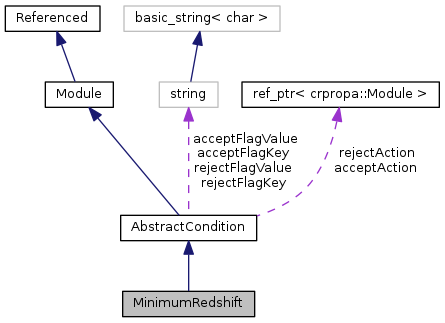 Referenced
basic_string< char >
Module
string
ref_ptr< crpropa::Module >
acceptFlagValue
acceptFlagKey
rejectFlagValue
rejectFlagKey
rejectAction
acceptAction
AbstractCondition
MinimumRedshift